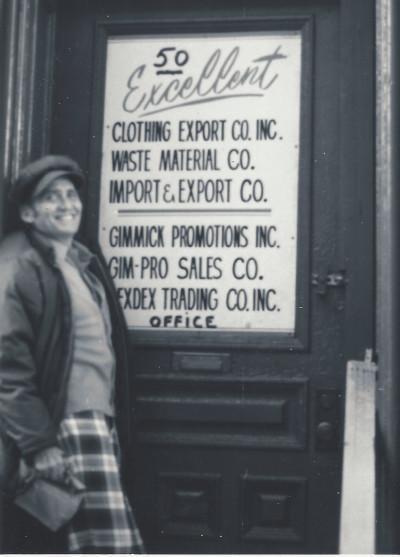 50
Excellent
CLOTHING EXPORT CO. INC.
WASTE MATERIAL CO.
IMPORT & EXPORT CO.
GIMMICK PROMOTIONS INC.
GIM-PRO SALES CO.
EXDEX TRADING CO. INC.
OFFICE